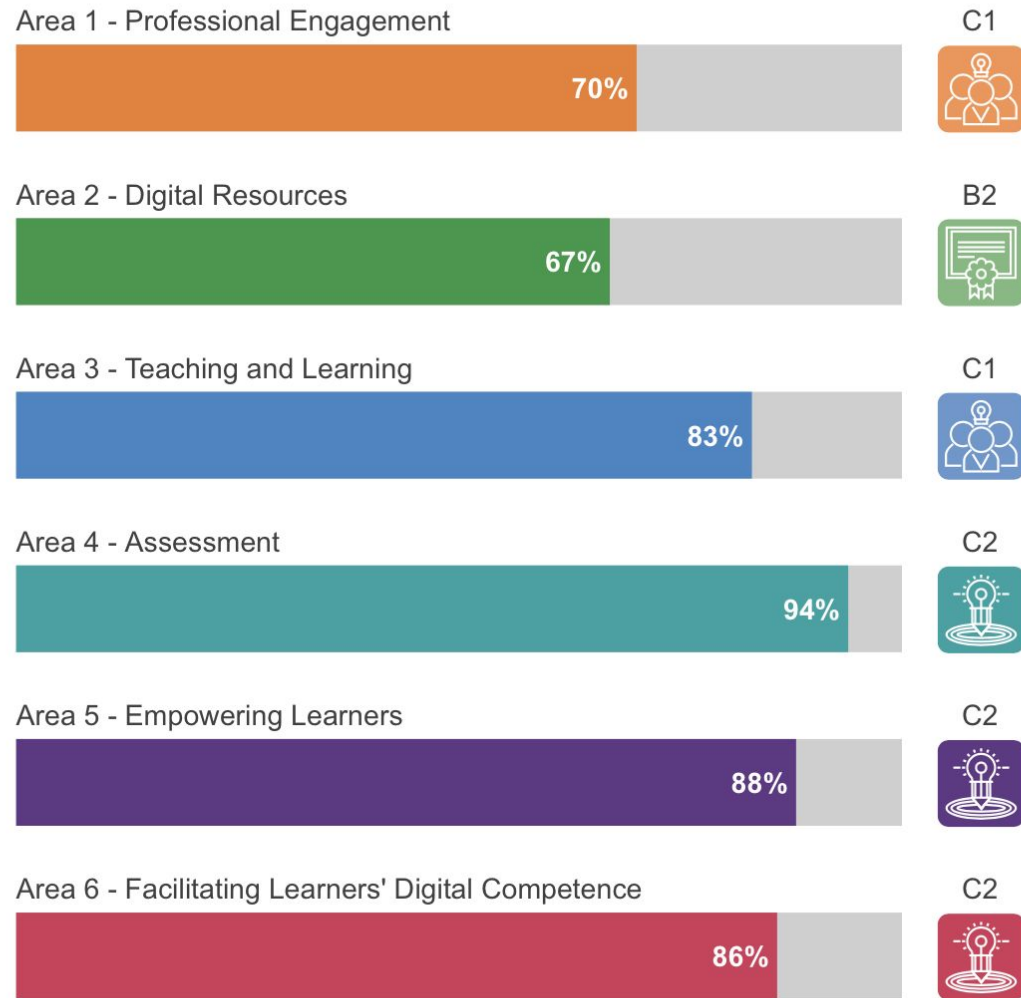 Area 1 - Professional Engagement C1
70%
Area 2 - Digital Resources B2
67%
Area 3 - Teaching and Learning C1
83%
Area 4 - Assessment C2
94%
Area 5 - Empowering Learners C2
88%
Area 6 - Facilitating Learners' Digital Competence C2
86%